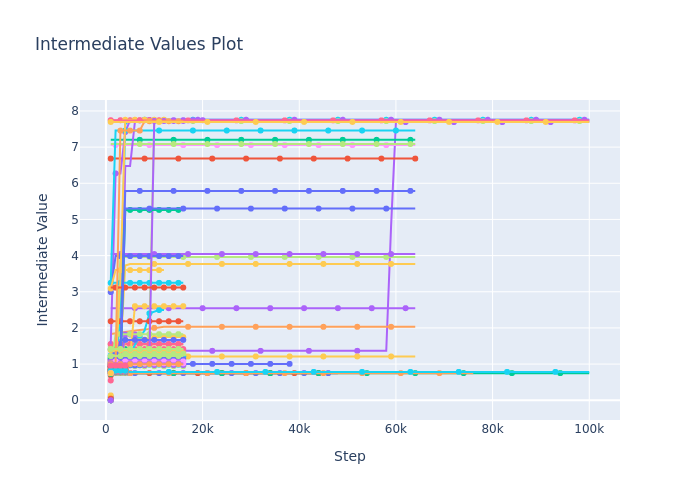 Intermediate Values Plot
8
7
6
5
4
3
2
1
0
Intermediate Value
0 20k 40k 60k 80k 100k
Step